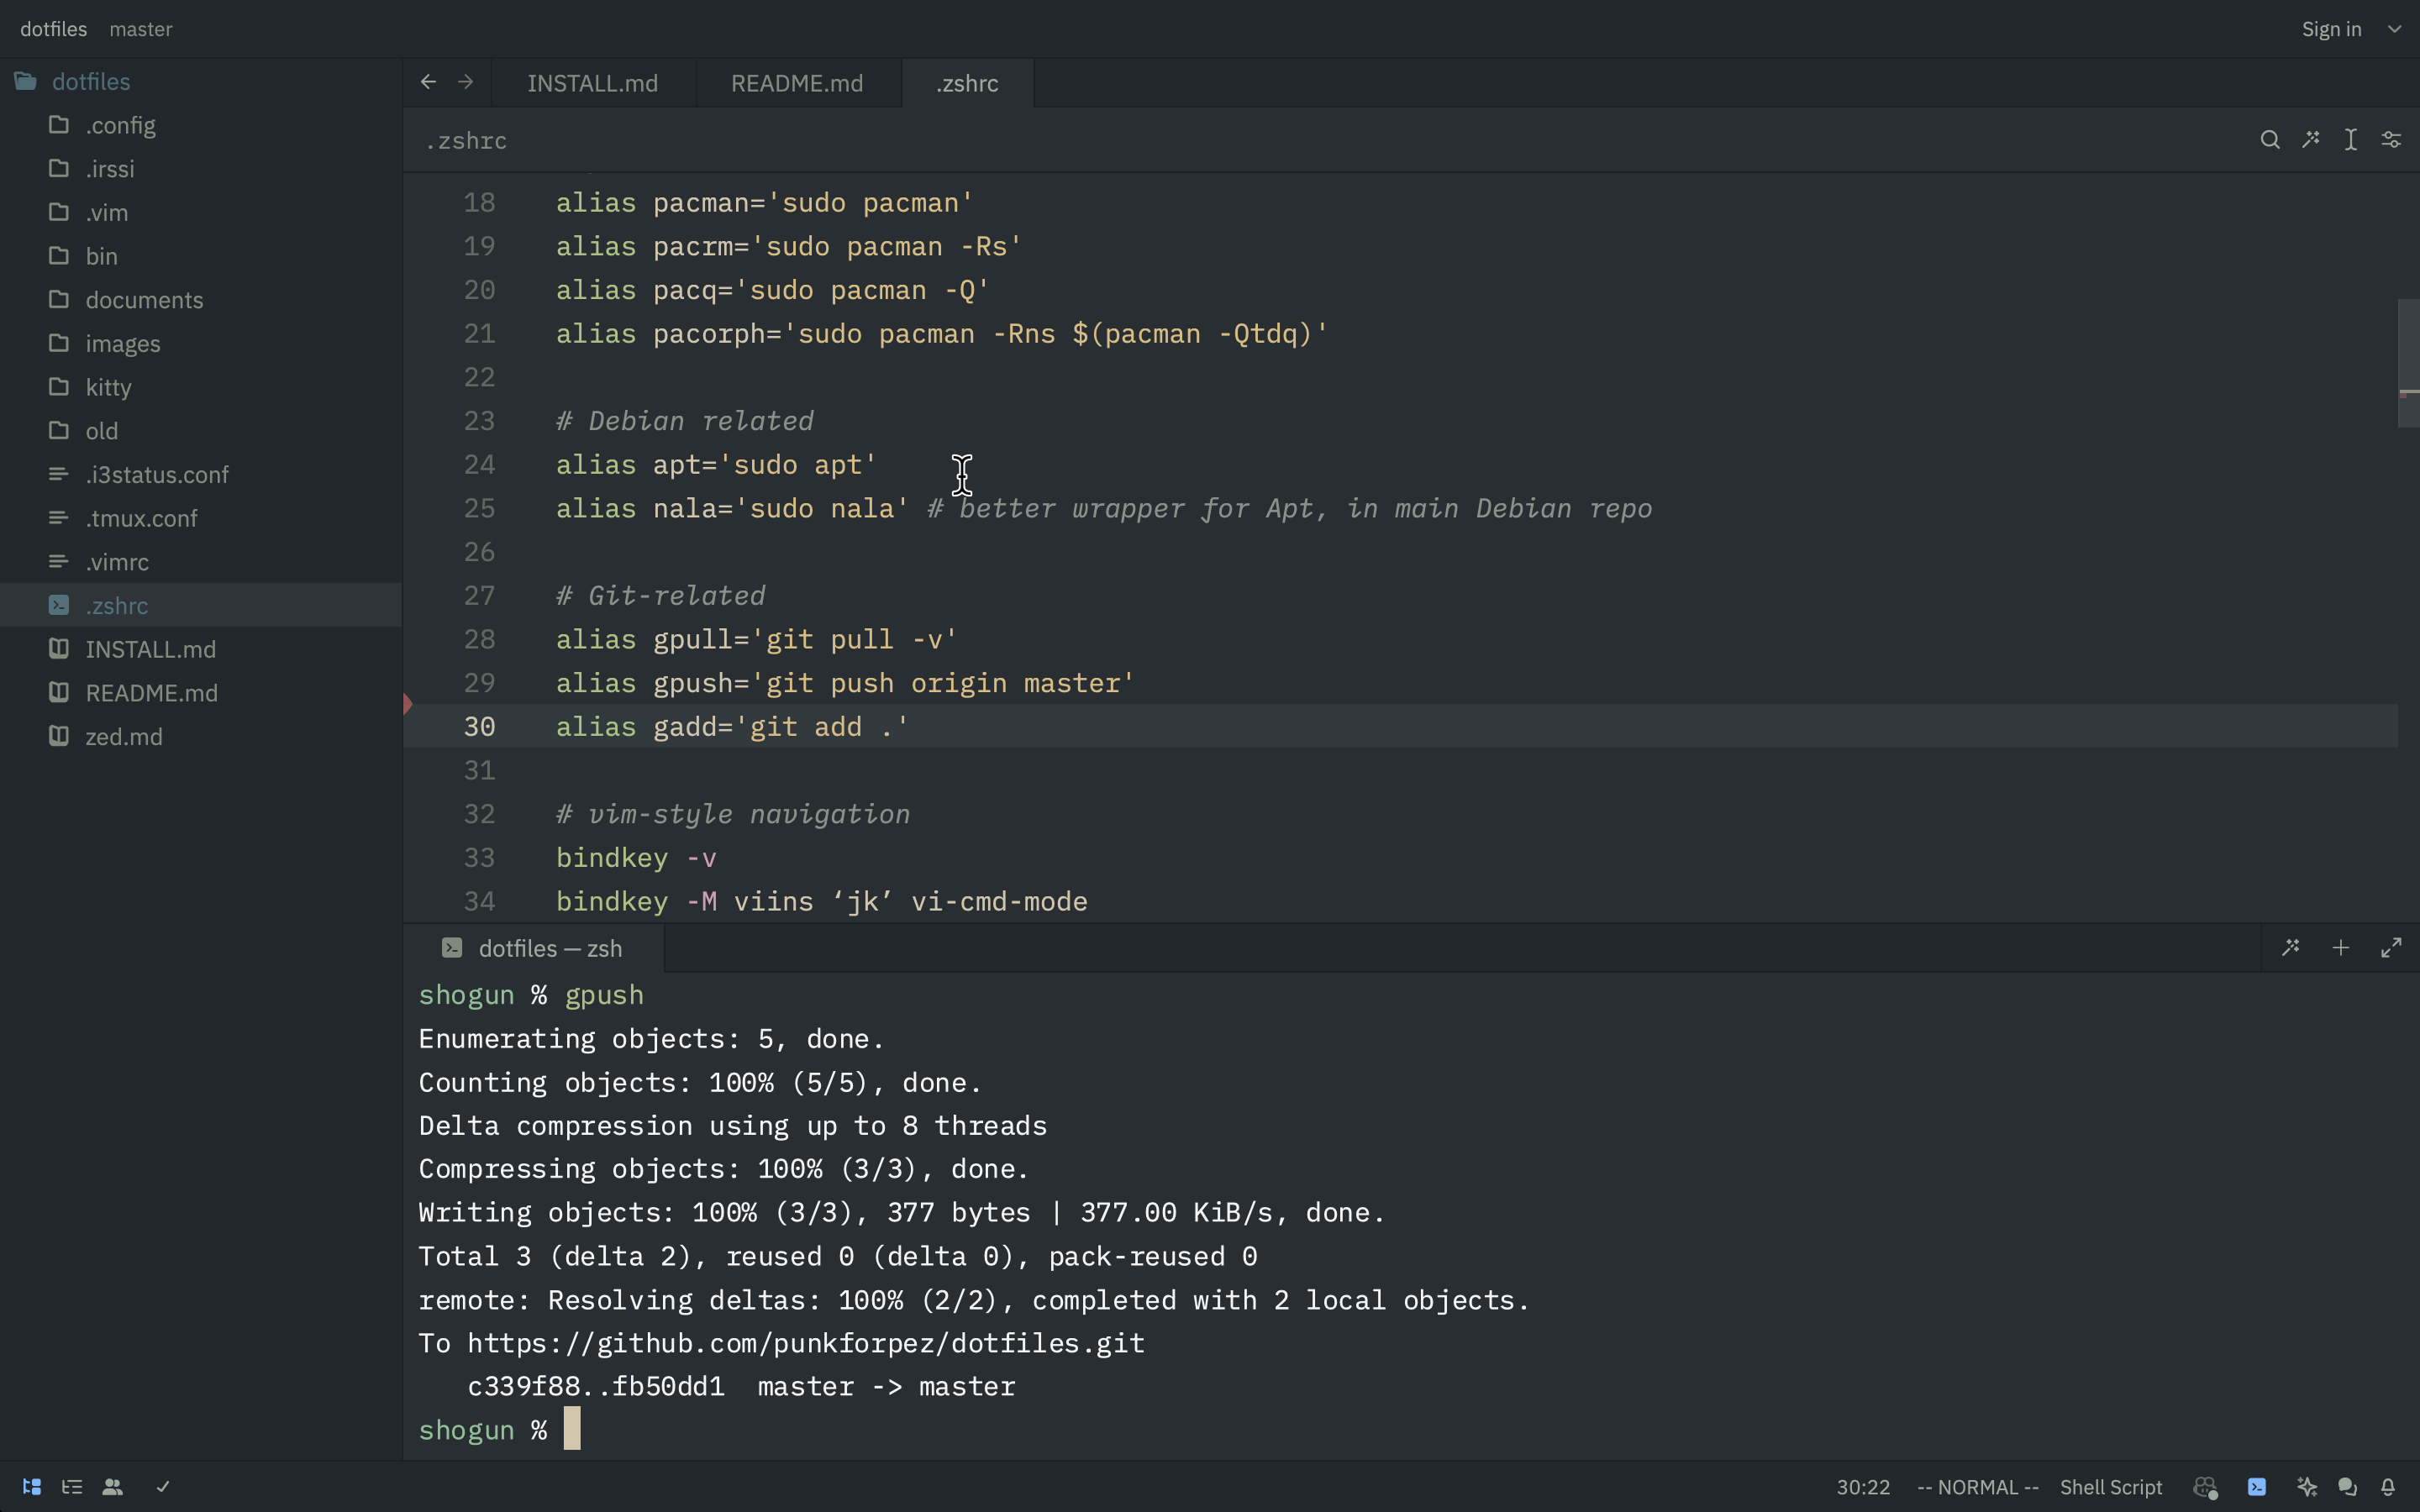 dotfiles master Sign in
dotfiles
.config
.irssi
.vim
bin
documents
images
kitty
old
.i3status.conf
.tmux.conf
.vimrc
.zshrc
INSTALL.md
README.md
zed.md
INSTALL.md README.md .zshrc
.zshrc
18 alias pacman='sudo pacman'
19 alias pacrm='sudo pacman -Rs'
20 alias pacq='sudo pacman -Q'
21 alias pacorph='sudo pacman -Rns $(pacman -Qtdq)'
22
23 # Debian related
24 alias apt='sudo apt'
25 alias nala='sudo nala' # better wrapper for Apt, in main Debian repo
26
27 # Git-related
28 alias gpull='git pull -v'
29 alias gpush='git push origin master'
30 alias gadd='git add .'
31
32 # vim-style navigation
33 bindkey -v
34 bindkey -M viins ‘jk’ vi-cmd-mode
dotfiles — zsh
shogun % gpush
Enumerating objects: 5, done.
Counting objects: 100% (5/5), done.
Delta compression using up to 8 threads
Compressing objects: 100% (3/3), done.
Writing objects: 100% (3/3), 377 bytes | 377.00 KiB/s, done.
Total 3 (delta 2), reused 0 (delta 0), pack-reused 0
remote: Resolving deltas: 100% (2/2), completed with 2 local objects.
To https://github.com/punkforpez/dotfiles.git
c339f88..fb50dd1 master -> master
shogun %
30:22 -- NORMAL -- Shell Script